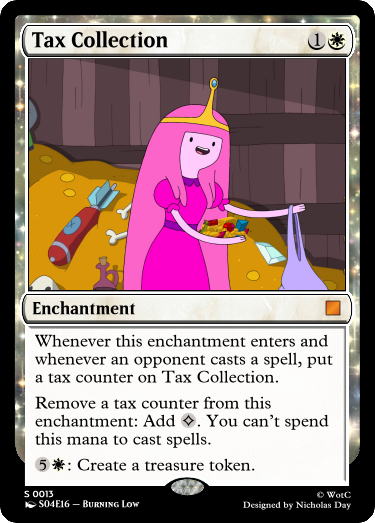 Tax Collection 1
Enchantment
Whenever this enchantment enters and
whenever an opponent casts a spell, put
a tax counter on Tax Collection.
Remove a tax counter from this
enchantment: Add . You can't spend
this mana to cast spells.
5 : Create a treasure token.
S 0013
S04E16 — Burning Low
© WotC
Designed by Nicholas Day